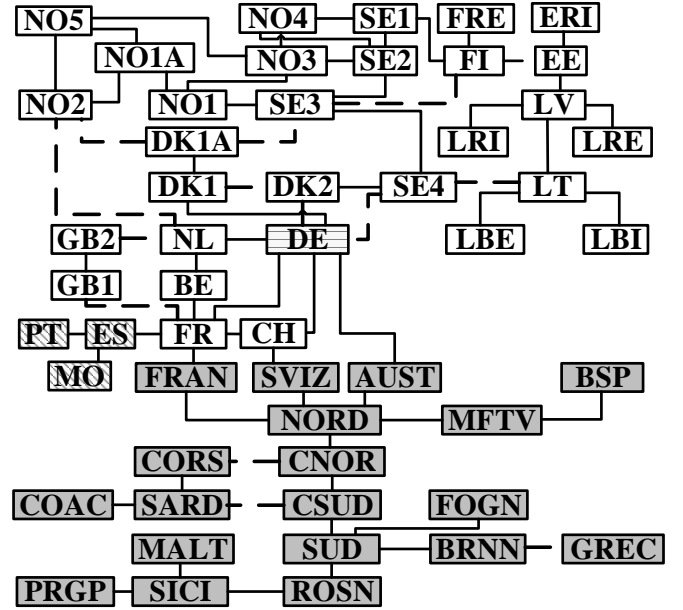 NO5 NO4 SE1 FRE ERI
NO1A NO3 SE2 FI EE
NO2 NO1 SE3 LV
DK1A LRI LRE
DK1 DK2 SE4 LT
GB2 NL DE LBE LBI
GB1 BE
PT ES FR CH
MO FRAN SVIZ AUST BSP
NORD MFTV
CORS CNOR
COAC SARD CSUD FOGN
MALT SUD BRNN GREC
PRGP SICI ROSN